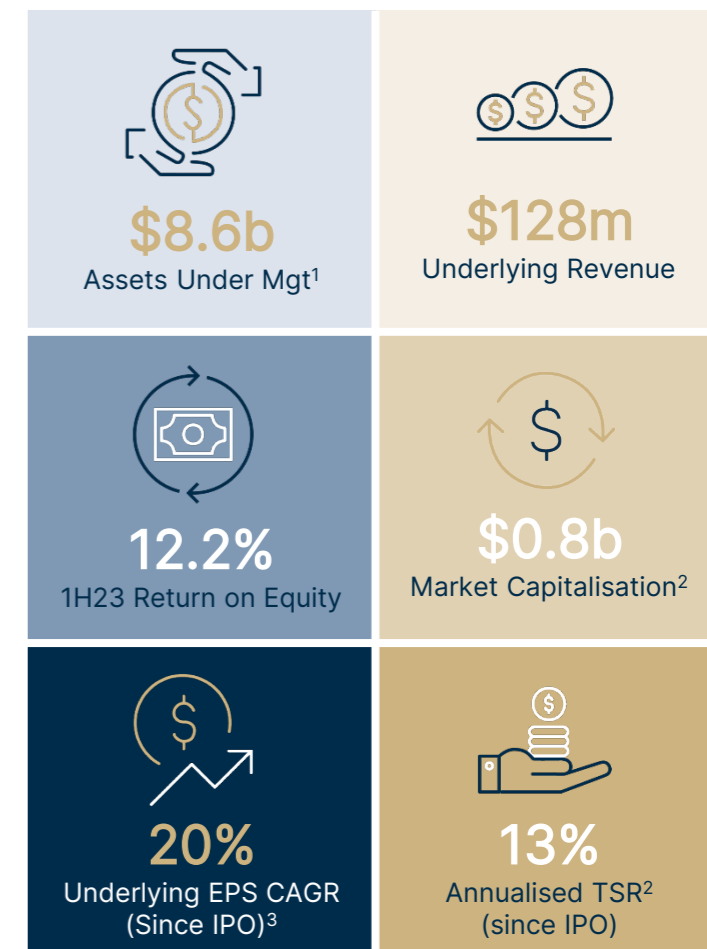 $8.6b
Assets Under Mgt¹
$128m
Underlying Revenue
12.2%
1H23 Return on Equity
$0.8b
Market Capitalisation²
20%
Underlying EPS CAGR
(Since IPO)³
13%
Annualised TSR²
(since IPO)